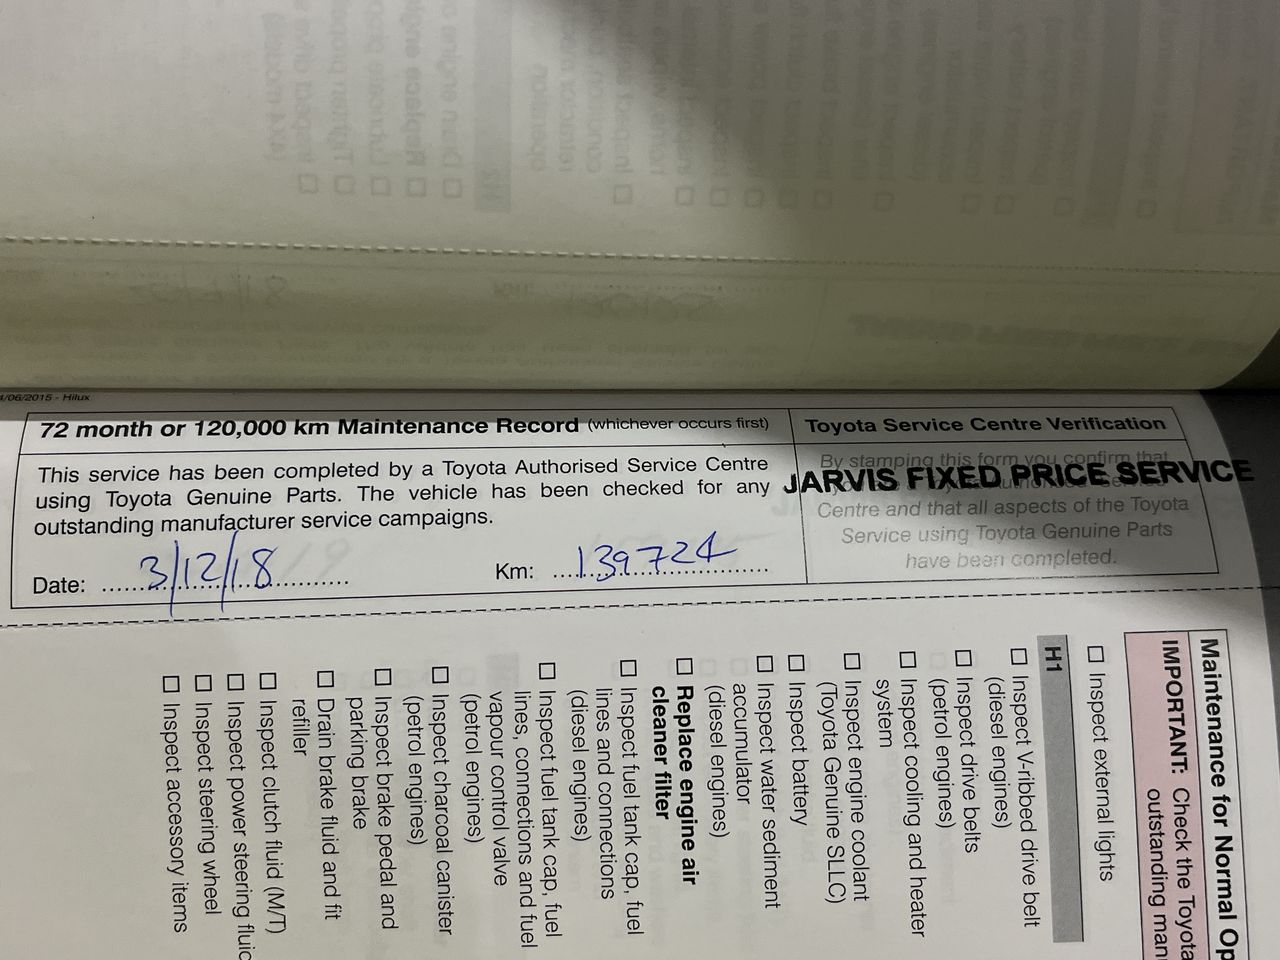 4/06/2015 - Hilux
72 month or 120,000 km Maintenance Record (whichever occurs first)
This service has been completed by a Toyota Authorised Service Centre
using Toyota Genuine Parts. The vehicle has been checked for any
outstanding manufacturer service campaigns.
Date: 3/12/18
Km: 139724
Toyota Service Centre Verification
By stamping this form you confirm that
JARVIS FIXED PRICE SERVICE
Centre and that all aspects of the Toyota
Service using Toyota Genuine Parts
have been completed.
Maintenance for Normal Op
IMPORTANT: Check the Toyota
outstanding man
☐ Inspect external lights
H1
☐ Inspect V-ribbed drive belt
(diesel engines)
☐ Inspect drive belts
(petrol engines)
☐ Inspect cooling and heater
system
☐ Inspect engine coolant
(Toyota Genuine SLLC)
☐ Inspect battery
☐ Inspect water sediment
accumulator
(diesel engines)
☐ Replace engine air
cleaner filter
☐ Inspect fuel tank cap, fuel
lines and connections
(diesel engines)
☐ Inspect fuel tank cap, fuel
lines, connections and fuel
vapour control valve
(petrol engines)
☐ Inspect charcoal canister
(petrol engines)
☐ Inspect brake pedal and
parking brake
☐ Drain brake fluid and fit
refiller
☐ Inspect clutch fluid (M/T)
☐ Inspect power steering fluid
☐ Inspect steering wheel
☐ Inspect accessory items